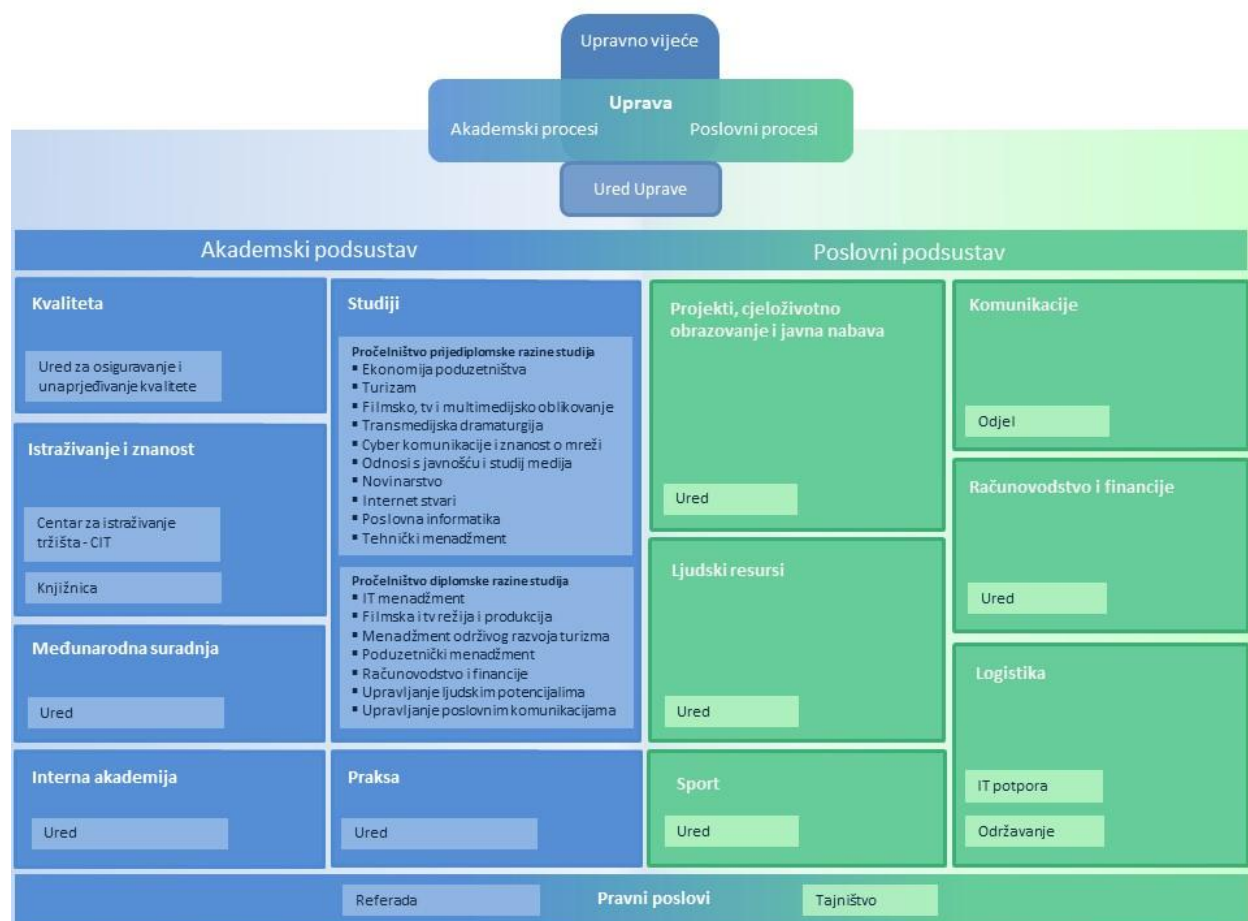 Upravno vijeće
Uprava
Akademski procesi
Poslovni procesi
Ured Uprave
Akademski podsustav
Poslovni podsustav
Kvaliteta
Ured za osiguravanje i
unaprjeđivanje kvalitete
Istraživanje i znanost
Centar za istraživanje
tržišta - CIT
Knjižnica
Međunarodna suradnja
Ured
Interna akademija
Ured
Studiji
Pročelništvo prijediplomske razine studija
▪ Ekonomija poduzetništva
▪ Turizam
▪ Filmsko, tv i multimedijsko oblikovanje
▪ Transmedijska dramaturgija
▪ Cyber komunikacije i znanost o mreži
▪ Odnosi s javnošću i studij medija
▪ Novinarstvo
▪ Internet stvari
▪ Poslovna informatika
▪ Tehnički menadžment
Pročelništvo diplomske razine studija
▪ IT menadžment
▪ Filmska i tv režija i produkcija
▪ Menadžment održivog razvoja turizma
▪ Poduzetnički menadžment
▪ Računovodstvo i financije
▪ Upravljanje ljudskim potencijalima
▪ Upravljanje poslovnim komunikacijama
Praksa
Ured
Projekti, cjeloživotno
obrazovanje i javna nabava
Ured
Ljudski resursi
Ured
Sport
Ured
Komunikacije
Odjel
Računovodstvo i financije
Ured
Logistika
IT potpora
Održavanje
Referada
Pravni poslovi
Tajništvo